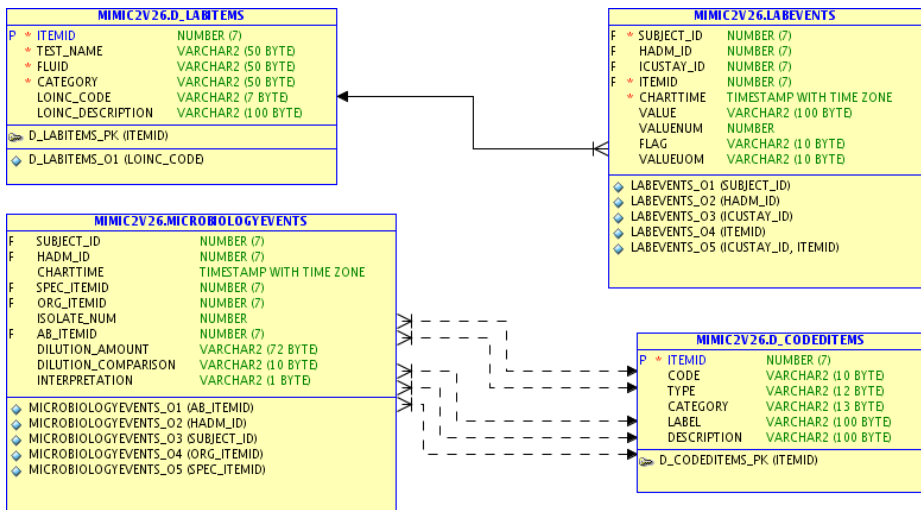 MIMIC2V26.D_LABITEMS
P * ITEMID NUMBER (7)
* TEST_NAME VARCHAR2 (50 BYTE)
* FLUID VARCHAR2 (50 BYTE)
* CATEGORY VARCHAR2 (50 BYTE)
LOINC_CODE VARCHAR2 (7 BYTE)
LOINC_DESCRIPTION VARCHAR2 (100 BYTE)
D_LABITEMS_PK (ITEMID)
D_LABITEMS_O1 (LOINC_CODE)
MIMIC2V26.LABEVENTS
F * SUBJECT_ID NUMBER (7)
F HADM_ID NUMBER (7)
F ICUSTAY_ID NUMBER (7)
F * ITEMID NUMBER (7)
* CHARTTIME TIMESTAMP WITH TIME ZONE
VALUE VARCHAR2 (100 BYTE)
VALUENUM NUMBER
FLAG VARCHAR2 (10 BYTE)
VALUEUOM VARCHAR2 (10 BYTE)
LABEVENTS_O1 (SUBJECT_ID)
LABEVENTS_O2 (HADM_ID)
LABEVENTS_O3 (ICUSTAY_ID)
LABEVENTS_O4 (ITEMID)
LABEVENTS_O5 (ICUSTAY_ID, ITEMID)
MIMIC2V26.MICROBIOLOGYEVENTS
F SUBJECT_ID NUMBER (7)
F HADM_ID NUMBER (7)
CHARTTIME TIMESTAMP WITH TIME ZONE
F SPEC_ITEMID NUMBER (7)
F ORG_ITEMID NUMBER (7)
ISOLATE_NUM NUMBER
F AB_ITEMID NUMBER (7)
DILUTION_AMOUNT VARCHAR2 (72 BYTE)
DILUTION_COMPARISON VARCHAR2 (10 BYTE)
INTERPRETATION VARCHAR2 (1 BYTE)
MICROBIOLOGYEVENTS_O1 (AB_ITEMID)
MICROBIOLOGYEVENTS_O2 (HADM_ID)
MICROBIOLOGYEVENTS_O3 (SUBJECT_ID)
MICROBIOLOGYEVENTS_O4 (ORG_ITEMID)
MICROBIOLOGYEVENTS_O5 (SPEC_ITEMID)
MIMIC2V26.D_CODEDITEMS
P * ITEMID NUMBER (7)
CODE VARCHAR2 (10 BYTE)
TYPE VARCHAR2 (12 BYTE)
CATEGORY VARCHAR2 (13 BYTE)
LABEL VARCHAR2 (100 BYTE)
DESCRIPTION VARCHAR2 (100 BYTE)
D_CODEDITEMS_PK (ITEMID)